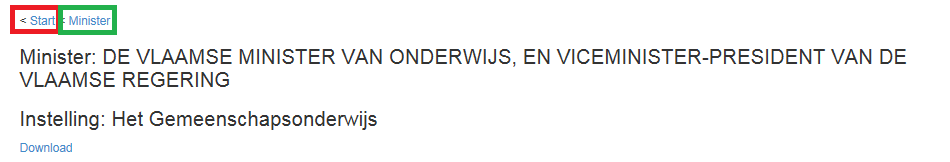 < Start < Minister
Minister: DE VLAAMSE MINISTER VAN ONDERWIJS, EN VICEMINISTER-PRESIDENT VAN DE
VLAAMSE REGERING
Instelling: Het Gemeenschapsonderwijs
Download